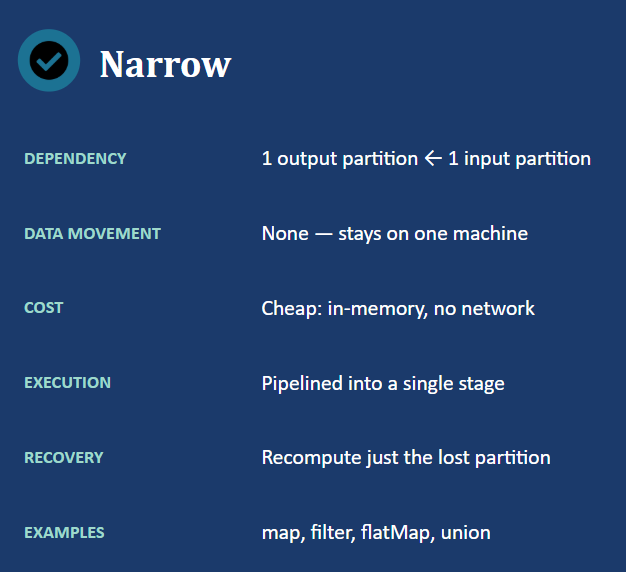 Narrow
DEPENDENCY 1 output partition ← 1 input partition
DATA MOVEMENT None — stays on one machine
COST Cheap: in-memory, no network
EXECUTION Pipelined into a single stage
RECOVERY Recompute just the lost partition
EXAMPLES map, filter, flatMap, union